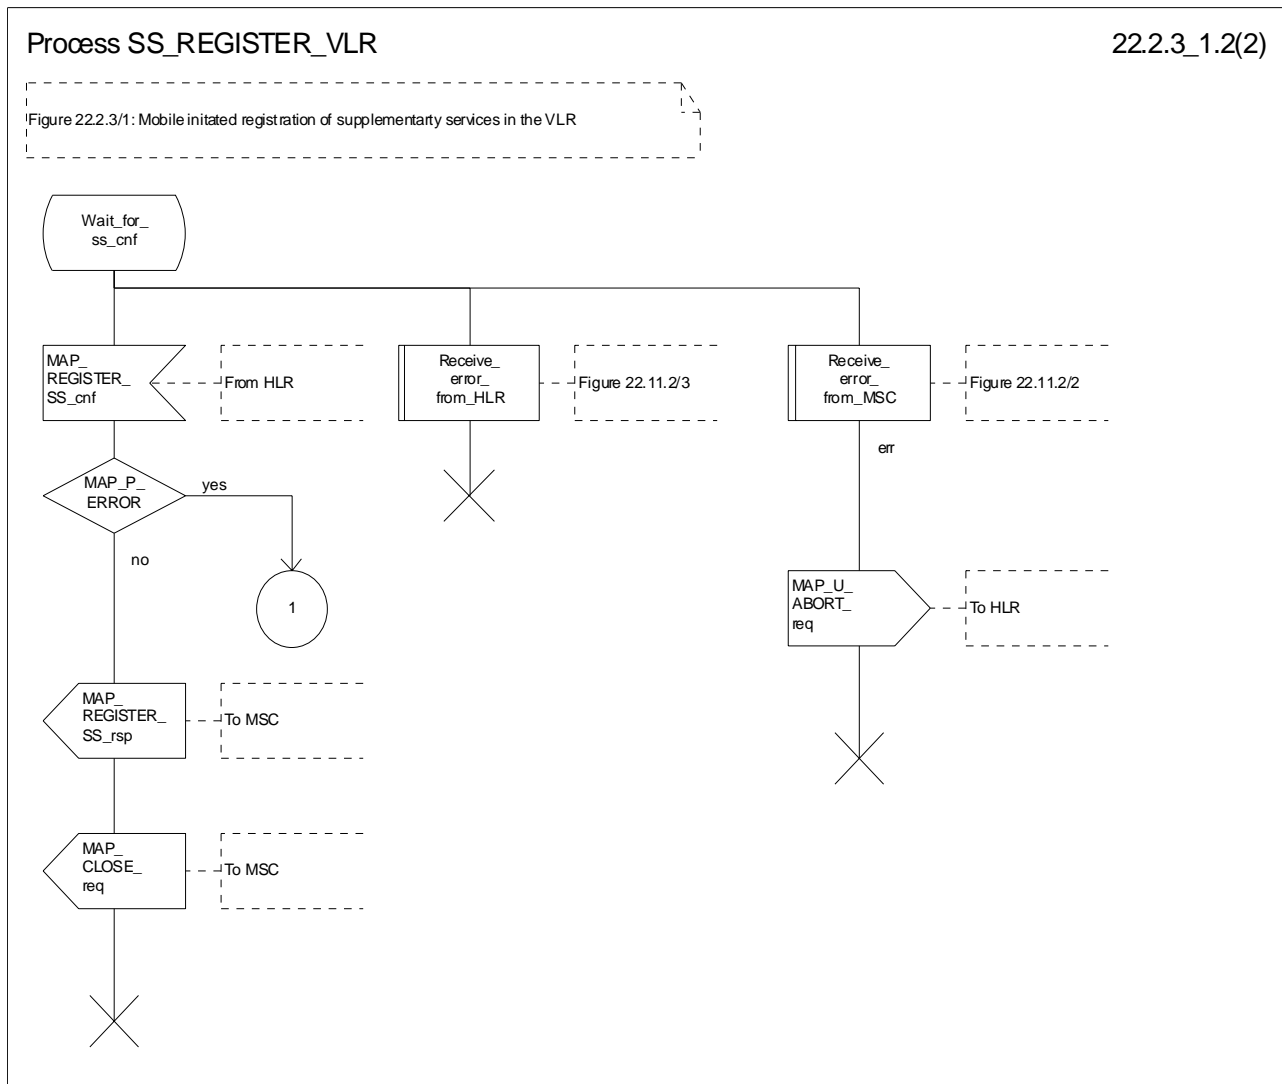 Process SS_REGISTER_VLR
22.2.3_1.2(2)
Figure 22.2.3/1: Mobile initated registration of supplementarty services in the VLR
Wait_for_
ss_cnf
MAP_
REGISTER_
SS_cnf
From HLR
Receive_
error_
from_HLR
Figure 22.11.2/3
Receive_
error_
from_MSC
Figure 22.11.2/2
err
MAP_P_
ERROR
yes
no
1
MAP_U_
ABORT_
req
To HLR
MAP_
REGISTER_
SS_rsp
To MSC
MAP_
CLOSE_
req
To MSC